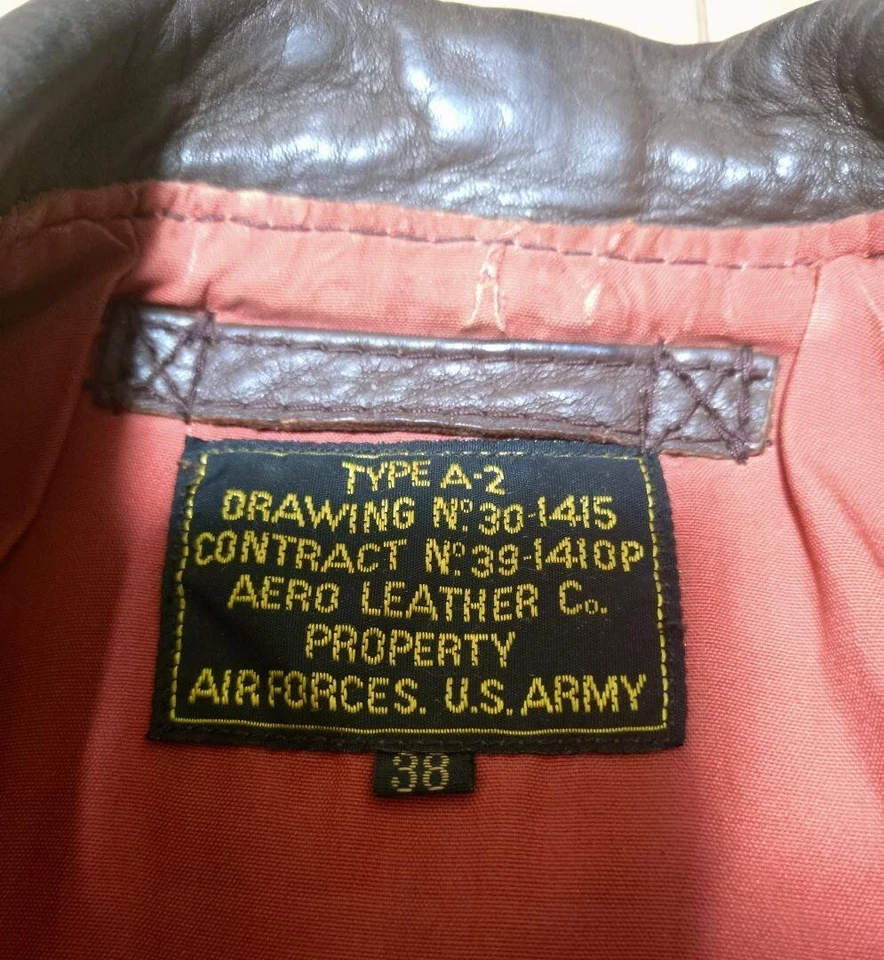 TYPE A-2
DRAWING Nº. 30-1415
CONTRACT Nº. 39-1410P
AERO LEATHER Co.
PROPERTY
AIR FORCES. U.S. ARMY
38